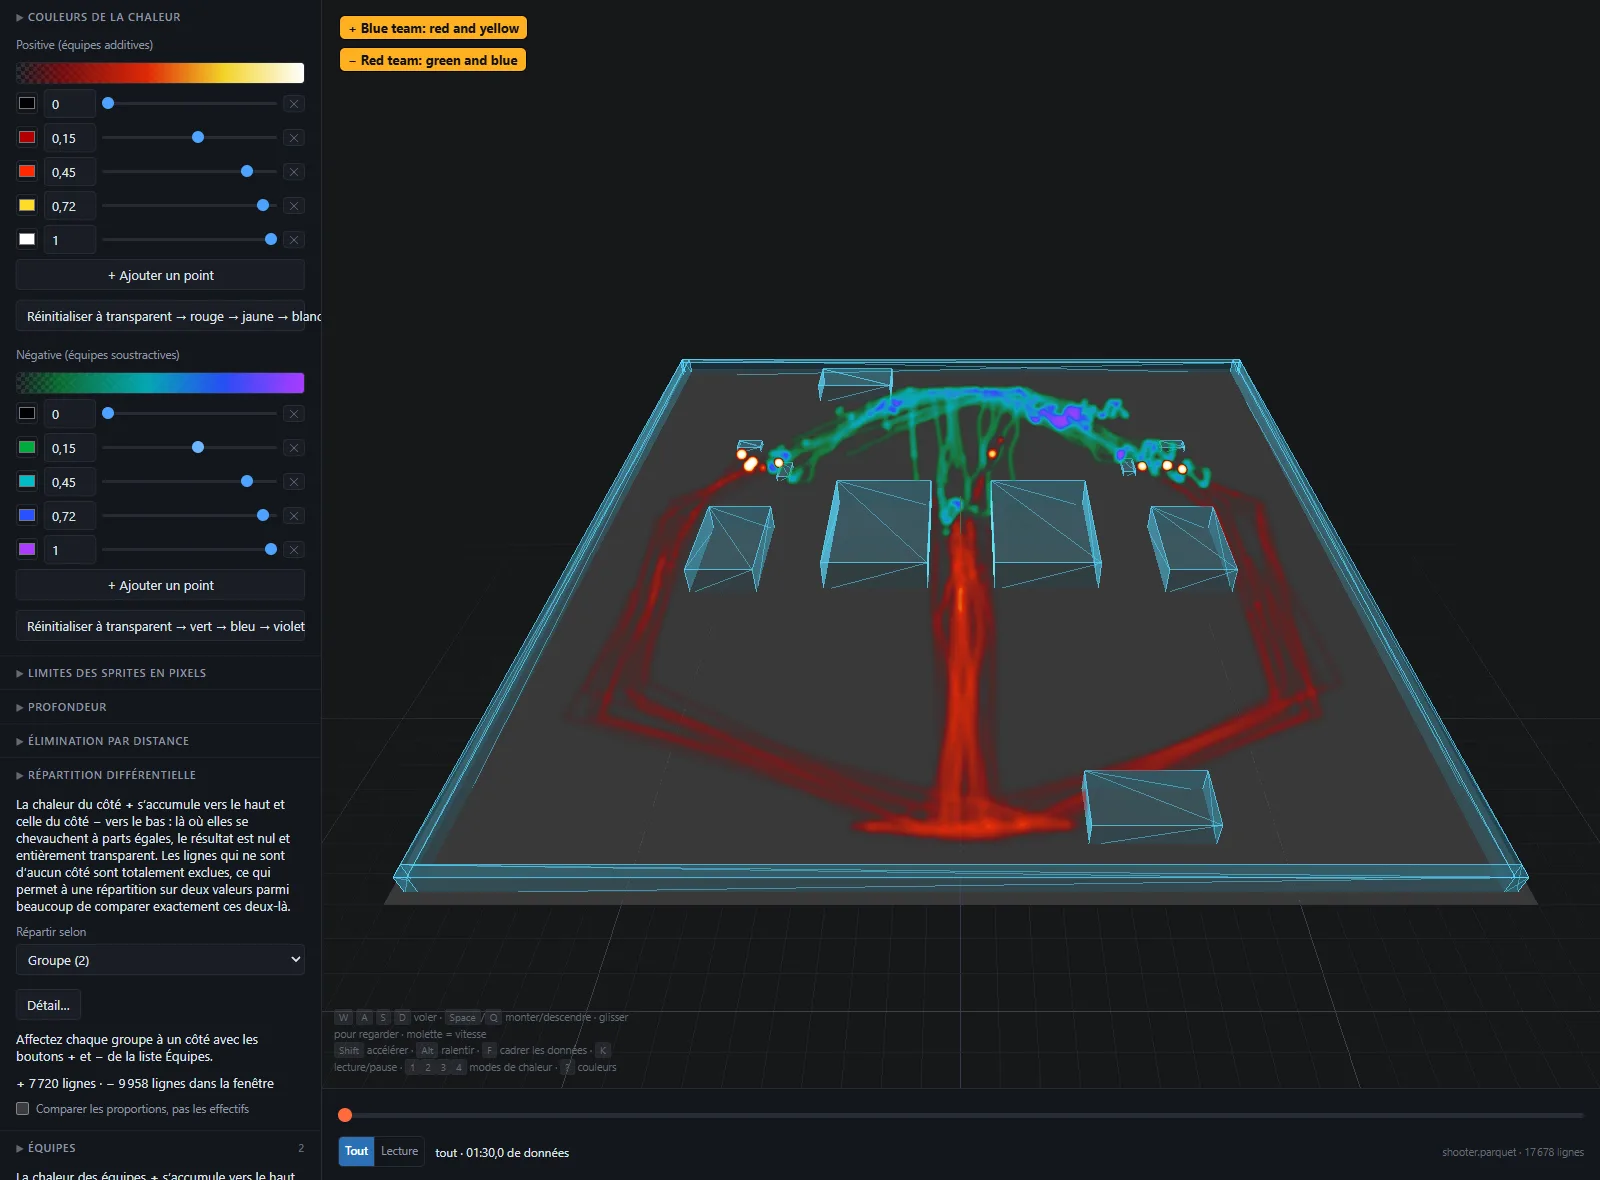 ▸ COULEURS DE LA CHALEUR
Positive (équipes additives)
0
0,15
0,45
0,72
1
+ Ajouter un point
Réinitialiser à transparent → rouge → jaune → blanc
Négative (équipes soustractives)
0
0,15
0,45
0,72
1
+ Ajouter un point
Réinitialiser à transparent → vert → bleu → violet
▸ LIMITES DES SPRITES EN PIXELS
▸ PROFONDEUR
▸ ÉLIMINATION PAR DISTANCE
▸ RÉPARTITION DIFFÉRENTIELLE
La chaleur du côté + s’accumule vers le haut et
celle du côté − vers le bas : là où elles se
chevauchent à parts égales, le résultat est nul et
entièrement transparent. Les lignes qui ne sont
d’aucun côté sont totalement exclues, ce qui
permet à une répartition sur deux valeurs parmi
beaucoup de comparer exactement ces deux-là.
Répartir selon
Groupe (2)
Détail...
Affectez chaque groupe à un côté avec les
boutons + et − de la liste Équipes.
+ 7 720 lignes · − 9 958 lignes dans la fenêtre
Comparer les proportions, pas les effectifs
▸ ÉQUIPES 2
La chaleur des équipes + s’accumule vers le haut
+ Blue team: red and yellow
− Red team: green and blue
W A S D voler · Space / Q monter/descendre · glisser
pour regarder · molette = vitesse
Shift accélérer · Alt ralentir · F cadrer les données · K
lecture/pause · 1 2 3 4 modes de chaleur · ? couleurs
Tout Lecture tout · 01:30,0 de données
shooter.parquet · 17 678 lignes